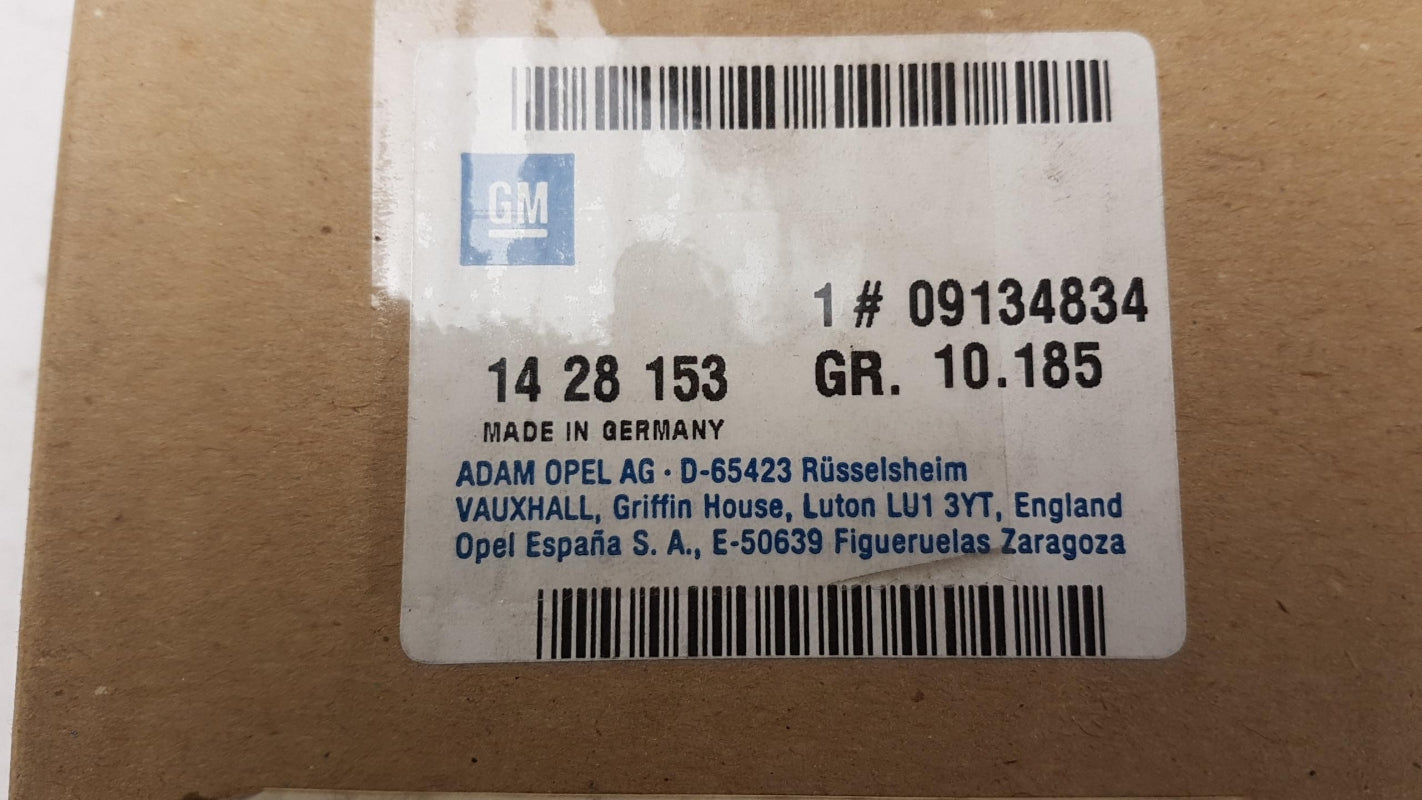 GM
1 # 09134834
14 28 153 GR. 10.185
MADE IN GERMANY
ADAM OPEL AG · D-65423 Rüsselsheim
VAUXHALL, Griffin House, Luton LU1 3YT, England
Opel España S. A., E-50639 Figueruelas Zaragoza